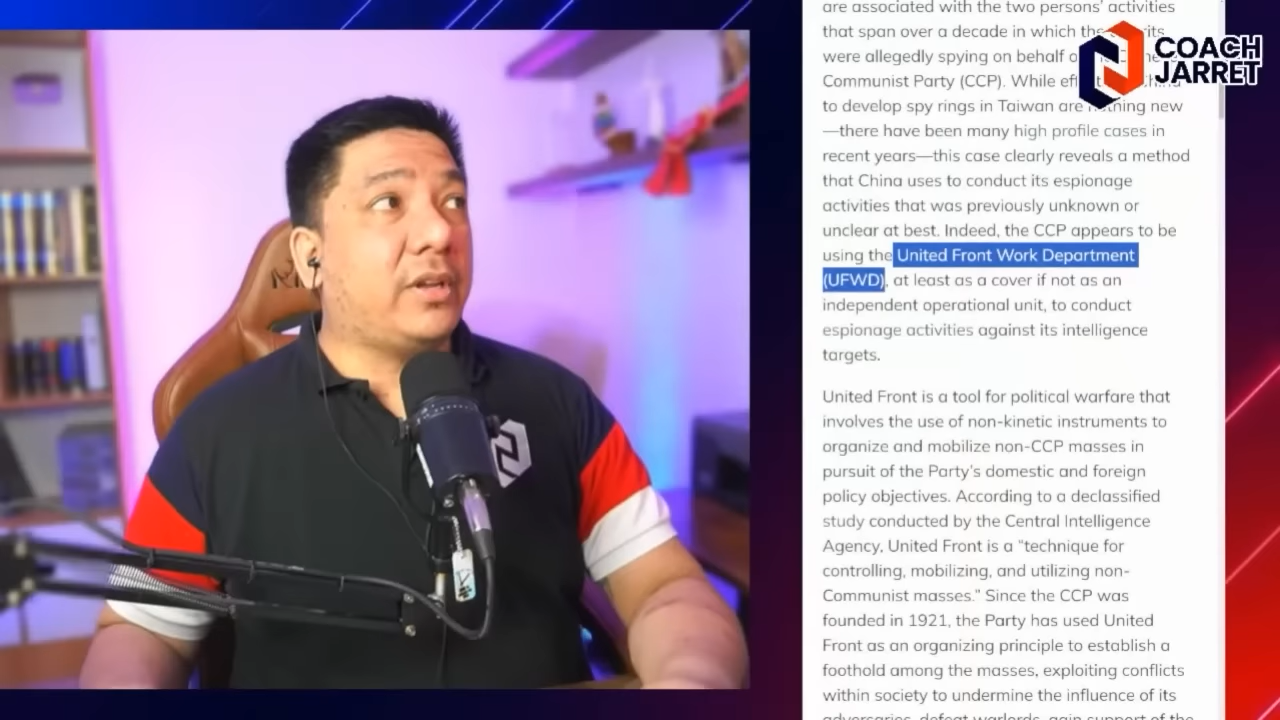 are associated with the two persons' activities
that span over a decade in which the
were allegedly spying on behalf
Communist Party (CCP). While
to develop spy rings in Taiwan are nothing new
—there have been many high profile cases in
recent years—this case clearly reveals a method
that China uses to conduct its espionage
activities that was previously unknown or
unclear at best. Indeed, the CCP appears to be
using the United Front Work Department
(UFWD), at least as a cover if not as an
independent operational unit, to conduct
espionage activities against its intelligence
targets.
United Front is a tool for political warfare that
involves the use of non-kinetic instruments to
organize and mobilize non-CCP masses in
pursuit of the Party's domestic and foreign
policy objectives. According to a declassified
study conducted by the Central Intelligence
Agency, United Front is a “technique for
controlling, mobilizing, and utilizing non-
Communist masses.” Since the CCP was
founded in 1921, the Party has used United
Front as an organizing principle to establish a
foothold among the masses, exploiting conflicts
within society to undermine the influence of its
adversaries, defeat warlords, gain support of the
COACH
JARRET